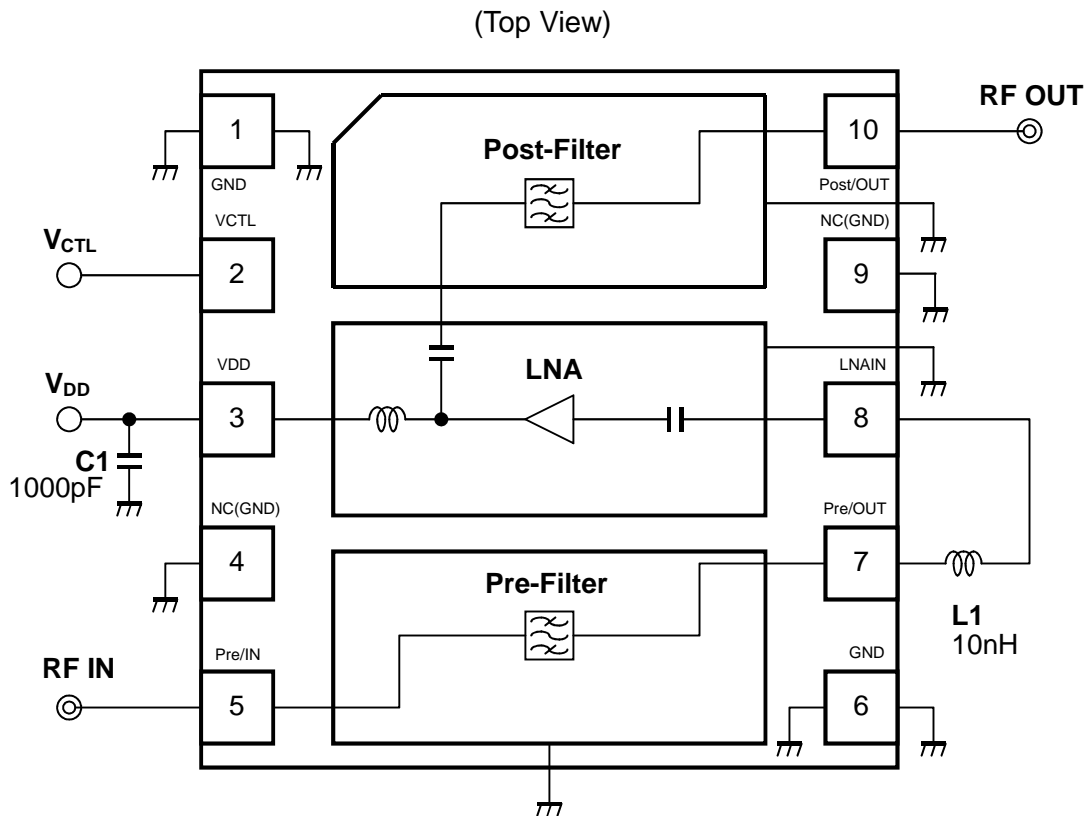 (Top View)
RF OUT
1
10
Post-Filter
GND
Post/OUT
VCTL
NC(GND)
VCTL
2
9
VDD
LNAIN
VDD
LNA
3
8
C1
1000pF
NC(GND)
Pre/OUT
4
7
Pre-Filter
L1
10nH
RF IN
Pre/IN
GND
5
6